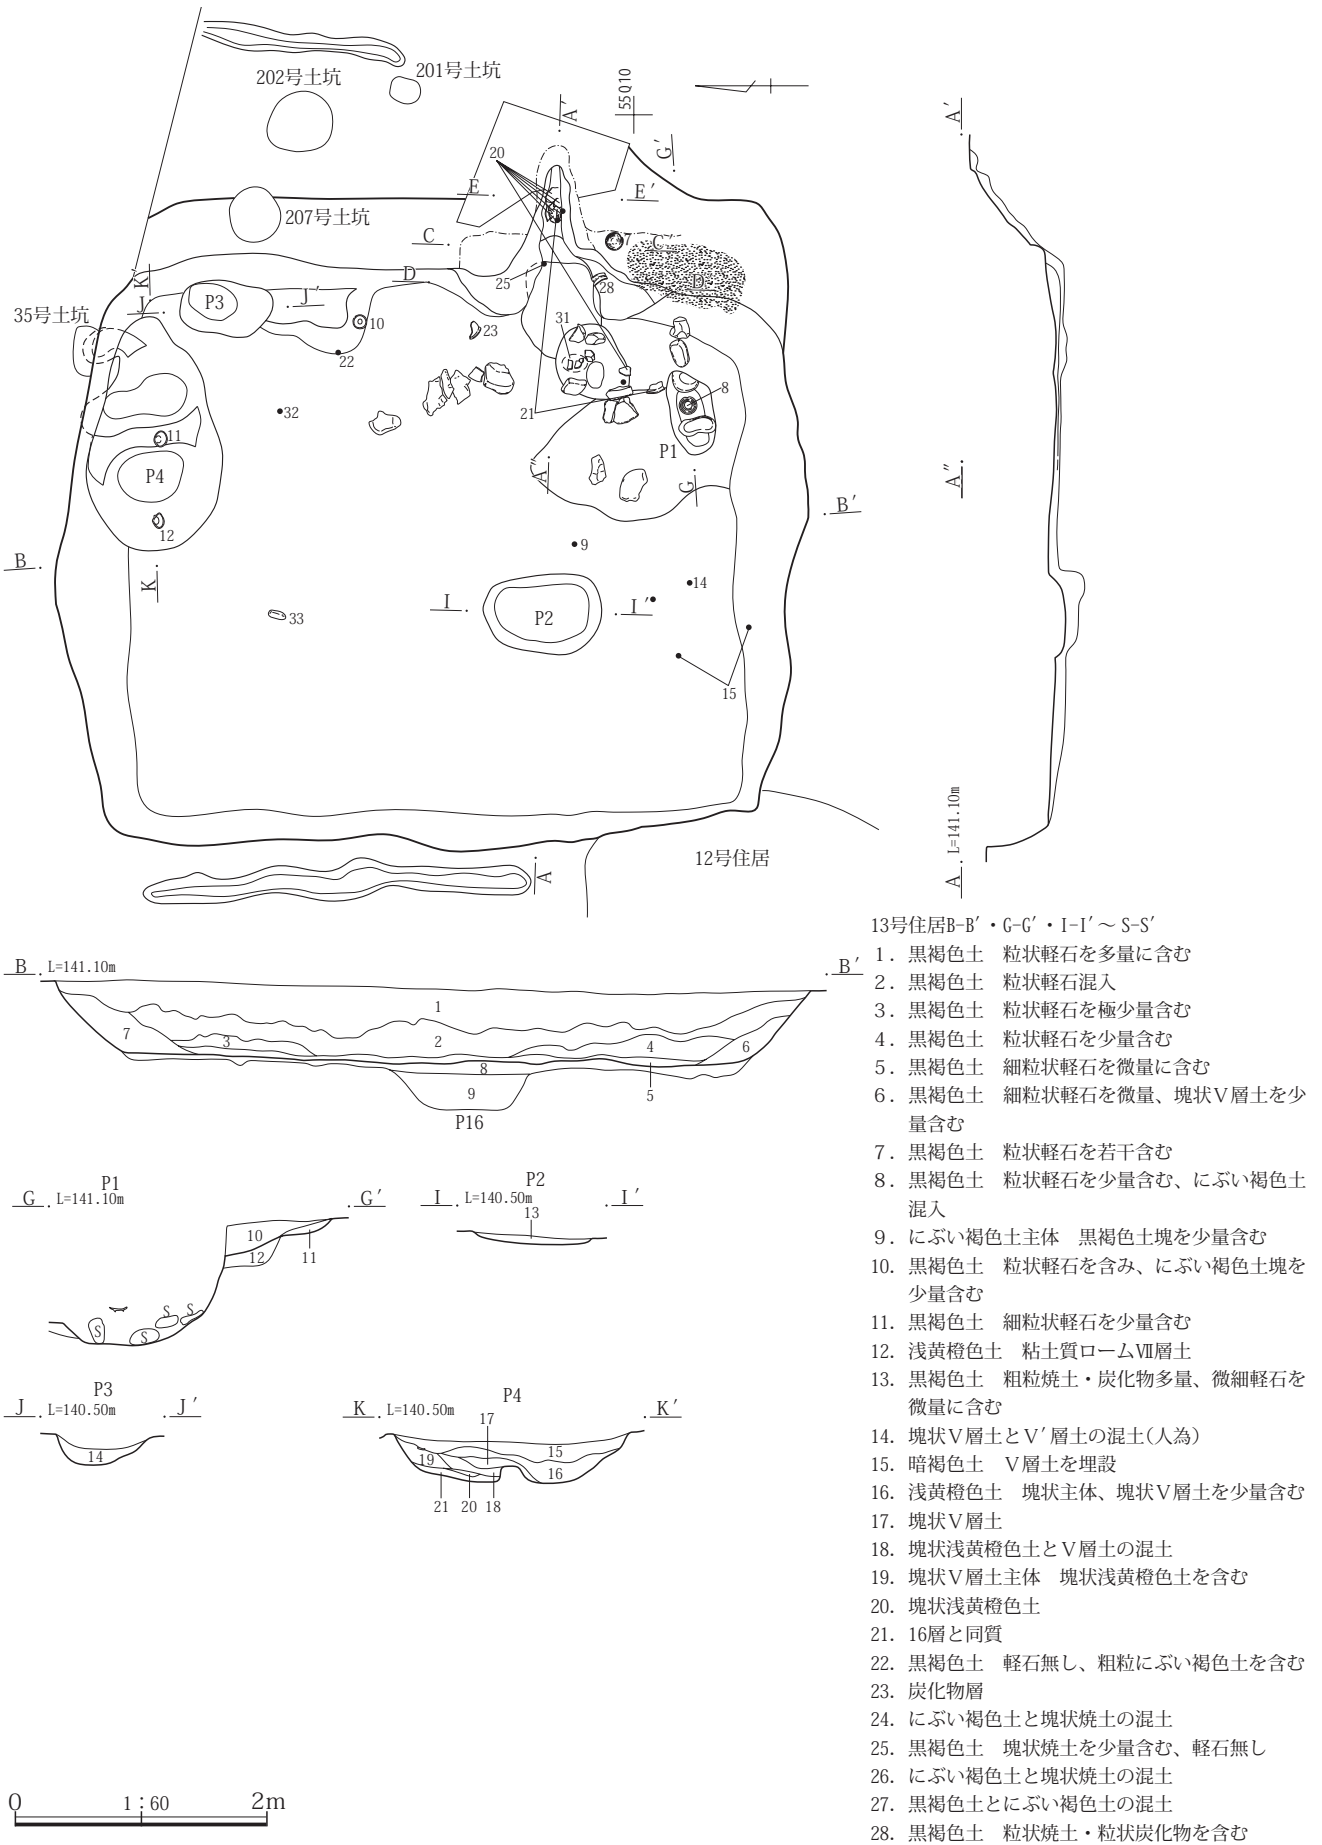 202号土坑
201号土坑
55Q10
A′
G′
A′
20
E
E′
207号土坑
C
7
C′
K′
D
25
28
D′
J
P3
J′
35号土坑
10
31
23
22
8
21
32
11
P1
P4
A″
G
A″
12
B′
9
B
14
K
I
I′
P2
33
15
L=141.10m
12号住居
A
A
13号住居B-B′・G-G′・I-I′～S-S′
1．黒褐色土　粒状軽石を多量に含む
2．黒褐色土　粒状軽石混入
3．黒褐色土　粒状軽石を極少量含む
4．黒褐色土　粒状軽石を少量含む
5．黒褐色土　細粒状軽石を微量に含む
6．黒褐色土　細粒状軽石を微量、塊状Ⅴ層土を少
量含む
7．黒褐色土　粒状軽石を若干含む
8．黒褐色土　粒状軽石を少量含む、にぶい褐色土
混入
9．にぶい褐色土主体　黒褐色土塊を少量含む
10．黒褐色土　粒状軽石を含み、にぶい褐色土塊を
少量含む
11．黒褐色土　細粒状軽石を少量含む
12．浅黄橙色土　粘土質ロームⅦ層土
13．黒褐色土　粗粒焼土・炭化物多量、微細軽石を
微量に含む
14．塊状Ⅴ層土とⅤ′層土の混土(人為)
15．暗褐色土　Ⅴ層土を埋設
16．浅黄橙色土　塊状主体、塊状Ⅴ層土を少量含む
17．塊状Ⅴ層土
18．塊状浅黄橙色土とⅤ層土の混土
19．塊状Ⅴ層土主体　塊状浅黄橙色土を含む
20．塊状浅黄橙色土
21．16層と同質
22．黒褐色土　軽石無し、粗粒にぶい褐色土を含む
23．炭化物層
24．にぶい褐色土と塊状焼土の混土
25．黒褐色土　塊状焼土を少量含む、軽石無し
26．にぶい褐色土と塊状焼土の混土
27．黒褐色土とにぶい褐色土の混土
28．黒褐色土　粒状焼土・粒状炭化物を含む
B L=141.10m B′
1
7 3 2 4 6
8
9 5
P16
P1
G L=141.10m G′
10
12 11
S S
S S
P2
I L=140.50m I′
13
P3
J L=140.50m J′
14
P4
K L=140.50m K′
17
15
19
16
21 20 18
0 1:60 2m